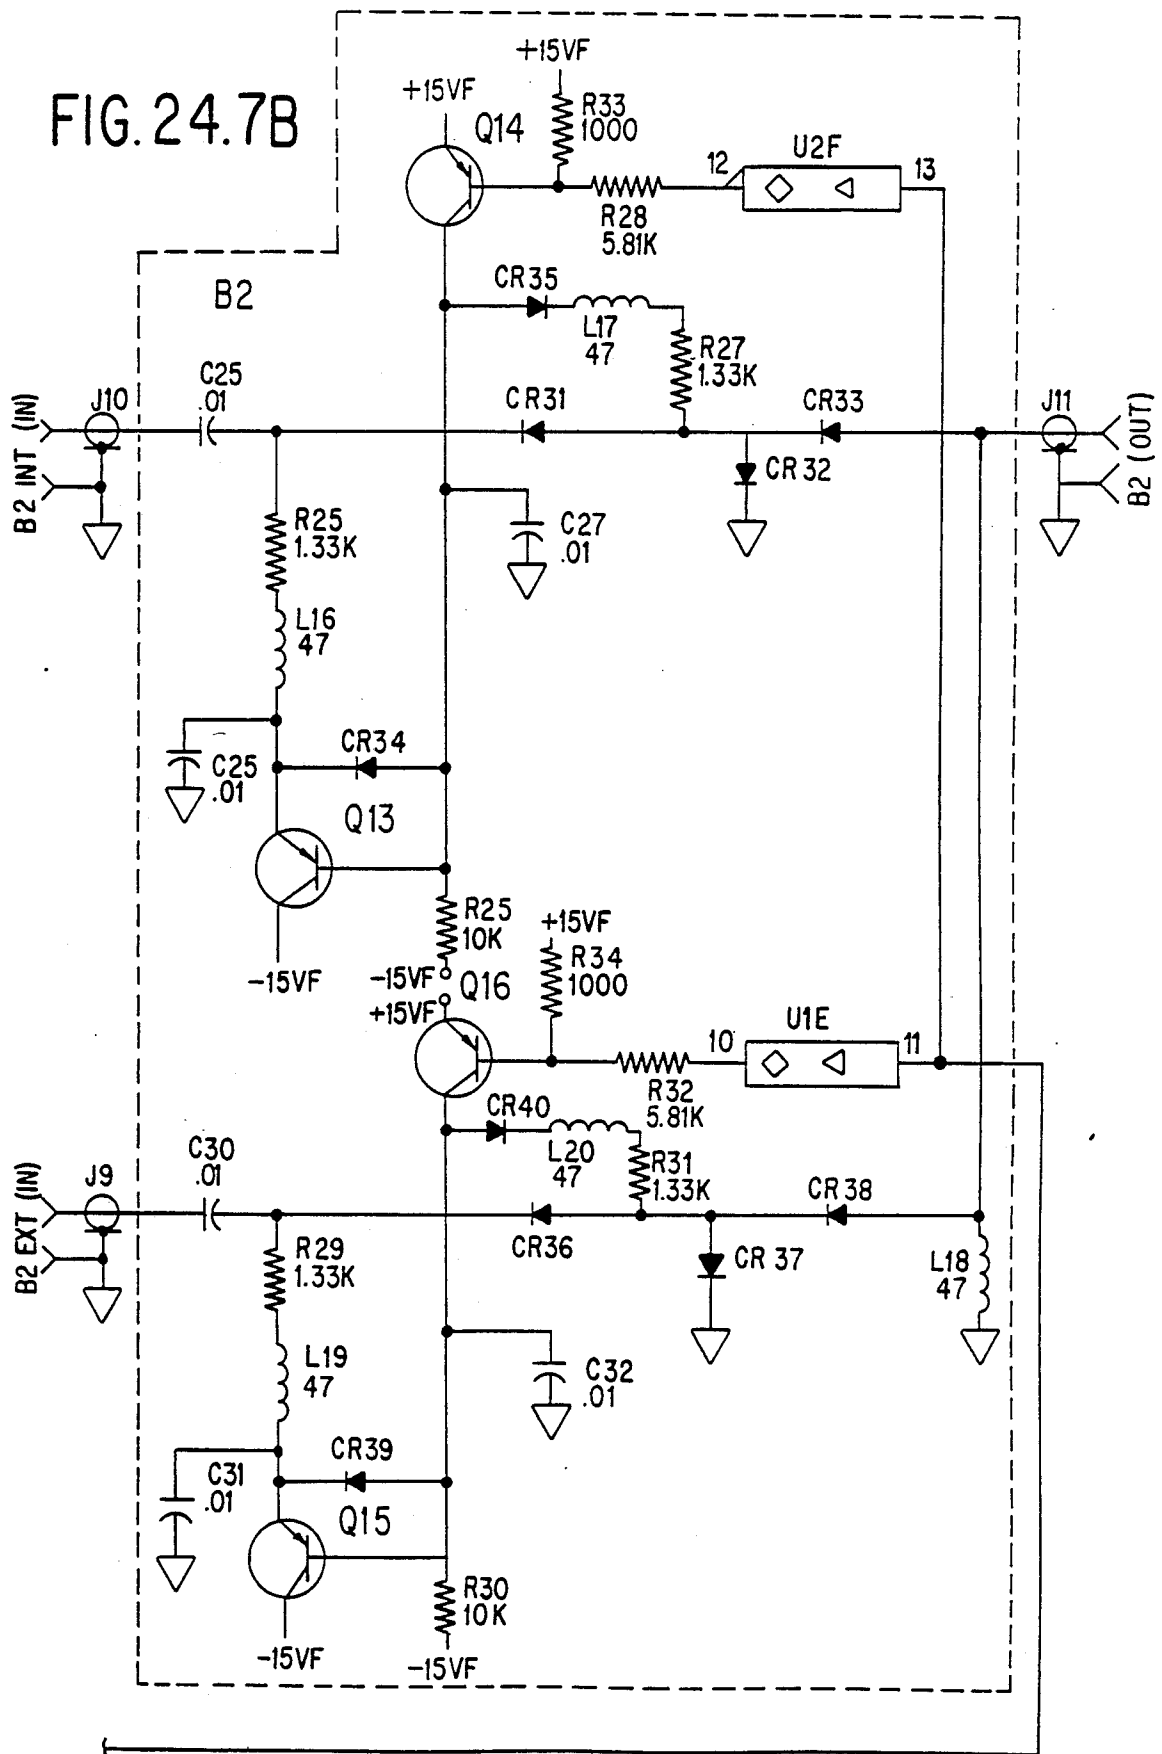 FIG. 24.7B
+15VF
+15VF
Q14
R33
1000
U2F
12
13
R28
5.81K
B2
CR35
L17
47
R27
1.33K
C25
.01
J10
B2 INT (IN)
CR31
CR33
J11
B2 (OUT)
CR32
R25
1.33K
C27
.01
L16
47
CR34
C25
.01
Q13
R25
10K
+15VF
R34
1000
-15VF
-15VF
Q16
+15VF
U1E
10
11
R32
5.81K
CR40
L20
47
R31
1.33K
C30
.01
J9
B2 EXT (IN)
CR38
CR36
R29
1.33K
CR37
L18
47
L19
47
C32
.01
CR39
C31
.01
Q15
R30
10K
-15VF
-15VF